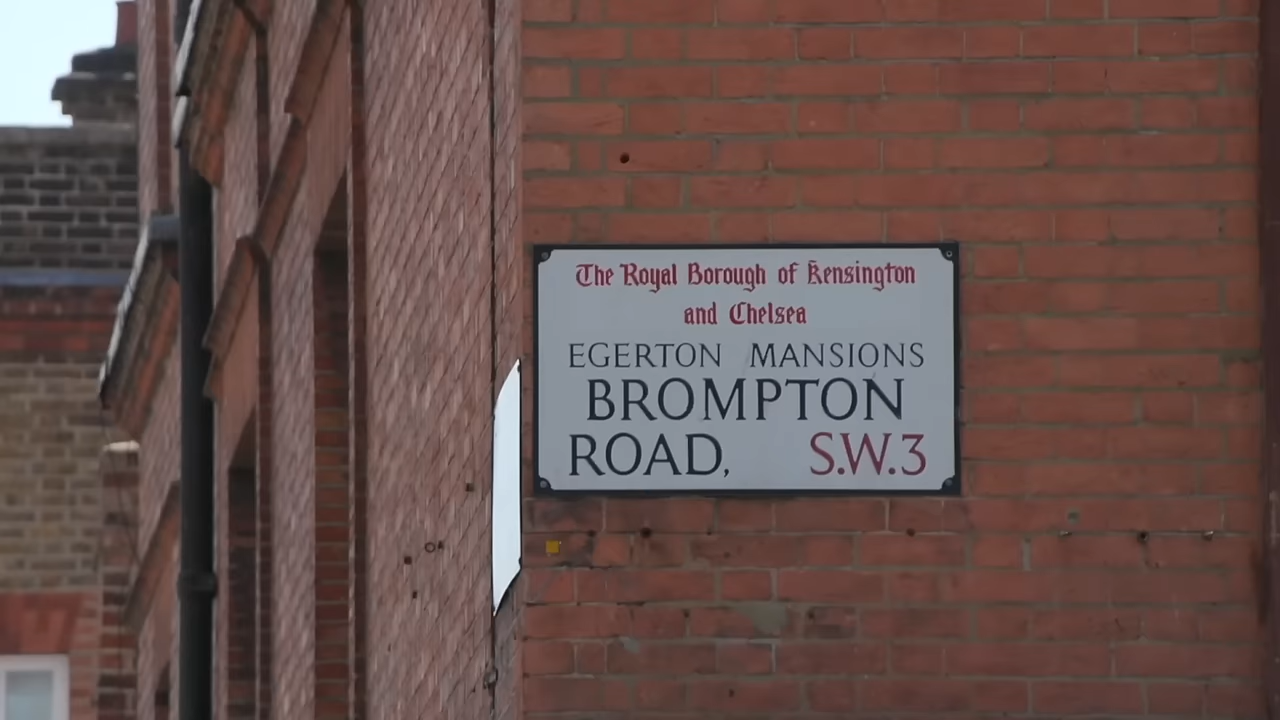 The Royal Borough of Kensington
and Chelsea
EGERTON MANSIONS
BROMPTON
ROAD, S.W.3